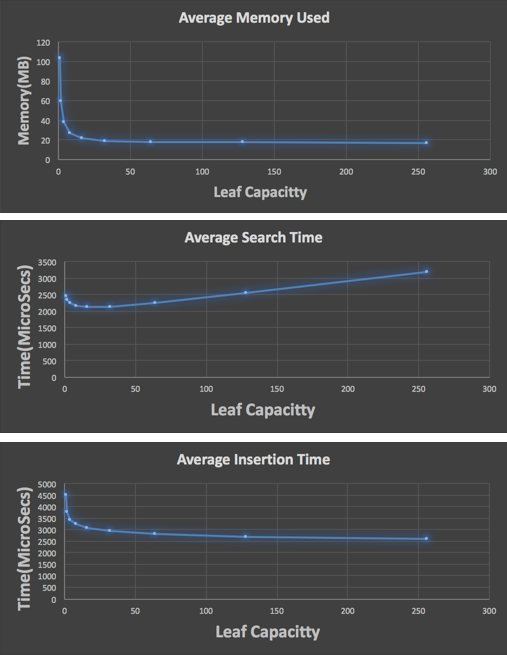 Average Memory Used
120
100
80
60
40
20
0
Memory(MB)
0 50 100 150 200 250 300
Leaf Capacitty
Average Search Time
3500
3000
2500
2000
1500
1000
500
0
Time(MicroSecs)
0 50 100 150 200 250 300
Leaf Capacitty
Average Insertion Time
5000
4500
4000
3500
3000
2500
2000
1500
1000
500
0
Time(MicroSecs)
0 50 100 150 200 250 300
Leaf Capacitty